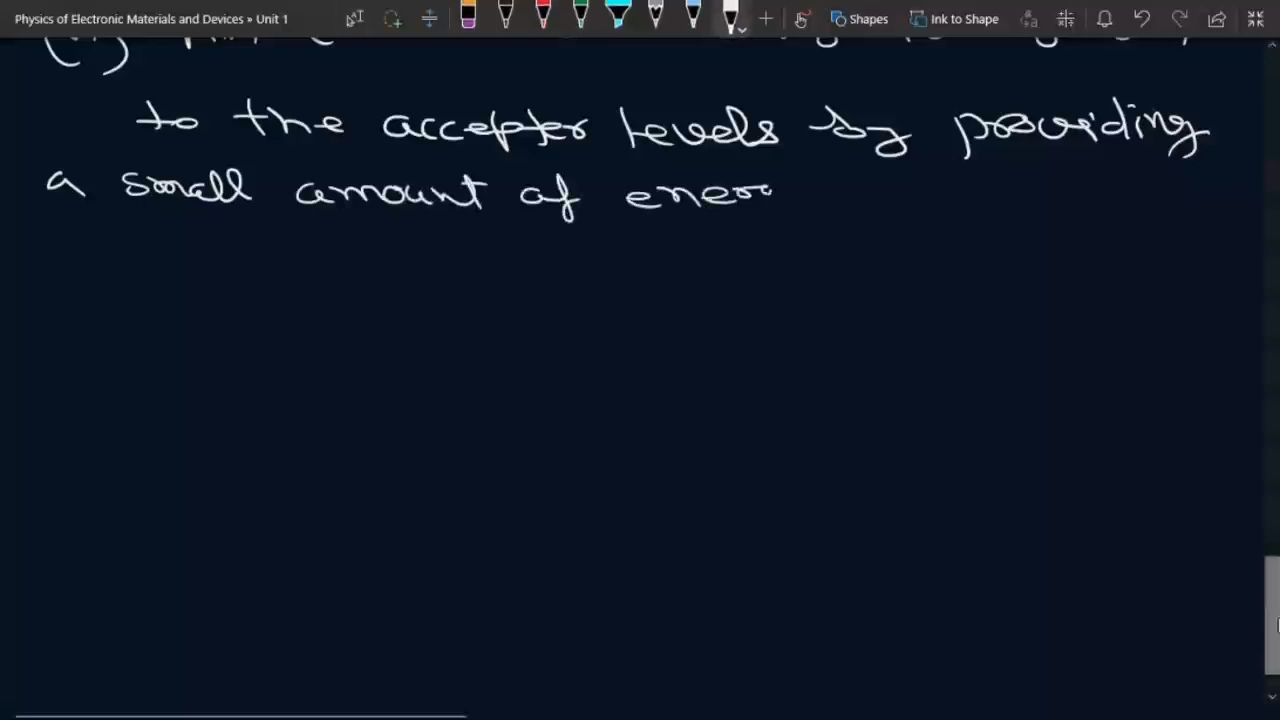 Physics of Electronic Materials and Devices » Unit 1
Shapes
Ink to Shape
to the accepter levels by providing
a small amount of ener